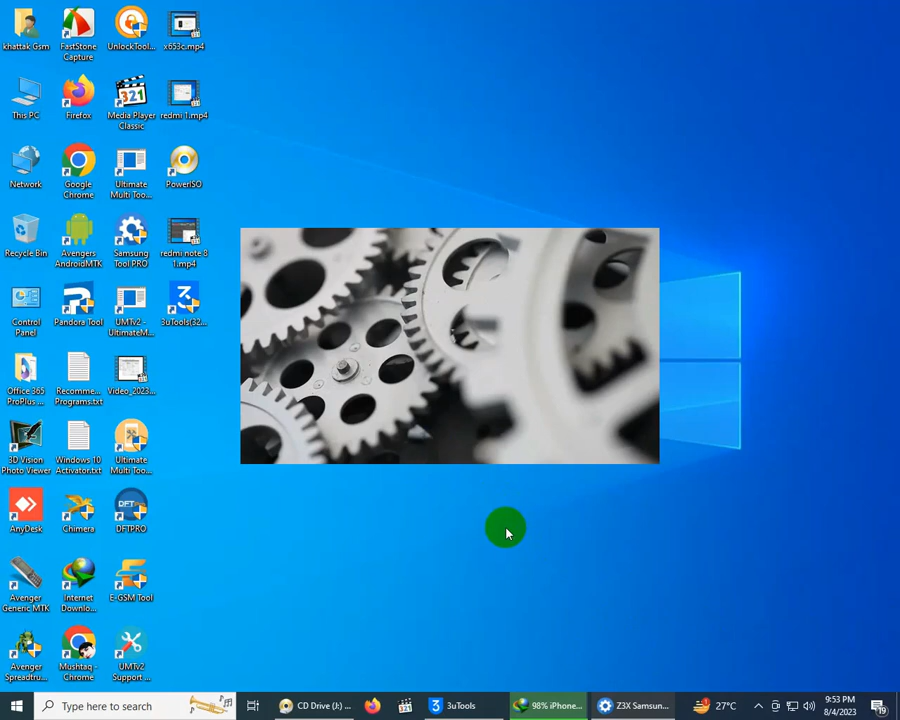 khattak Gsm
FastStone
Capture
UnlockTool...
x653c.mp4
This PC
Firefox
Media Player
Classic
redmi 1.mp4
Network
Google
Chrome
Ultimate
Multi Too...
PowerISO
Recycle Bin
Avengers
AndroidMTK
Samsung
Tool PRO
redmi note 8
1.mp4
Control
Panel
Pandora Tool
UMTv2 -
UltimateM...
3uTools(32...
Office 365
ProPlus ...
Recomme...
Programs.txt
Video_2023...
3D Vision
Photo Viewer
Windows 10
Activator.txt
Ultimate
Multi Too...
AnyDesk
Chimera
DFT
DFTPRO
Avenger
Generic MTK
Internet
Downlo...
E-GSM Tool
Avenger
Spreadtru...
Mushtaq -
Chrome
UMTv2
Support ...
Type here to search
CD Drive (J:) ...
3uTools
98% iPhone...
Z3X Samsun...
27°C
9:53 PM
8/4/2023
19